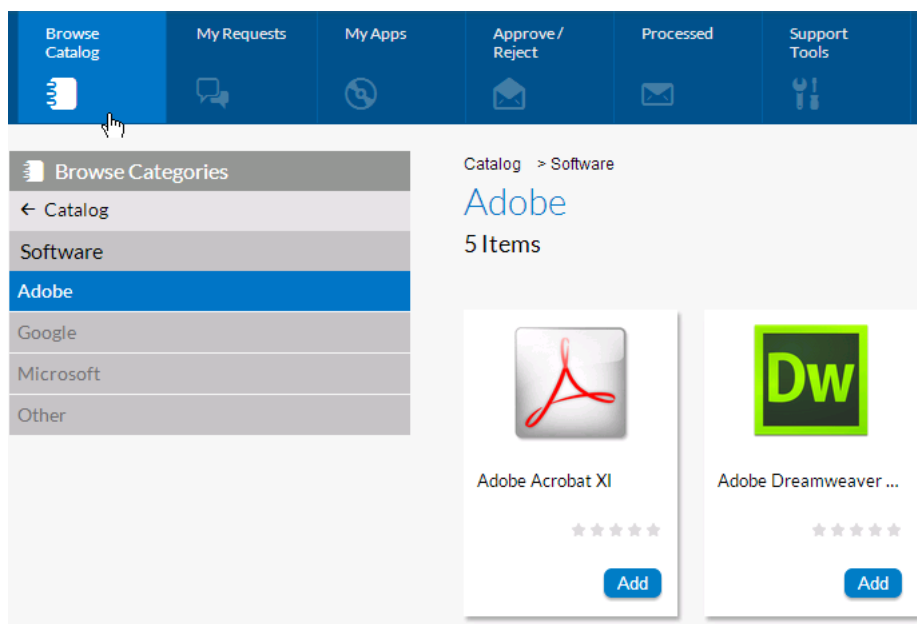 Browse
Catalog
My Requests
My Apps
Approve /
Reject
Processed
Support
Tools
Browse Categories
← Catalog
Software
Adobe
Google
Microsoft
Other
Catalog > Software
Adobe
5 Items
Dw
Adobe Acrobat XI
Adobe Dreamweaver ...
Add
Add